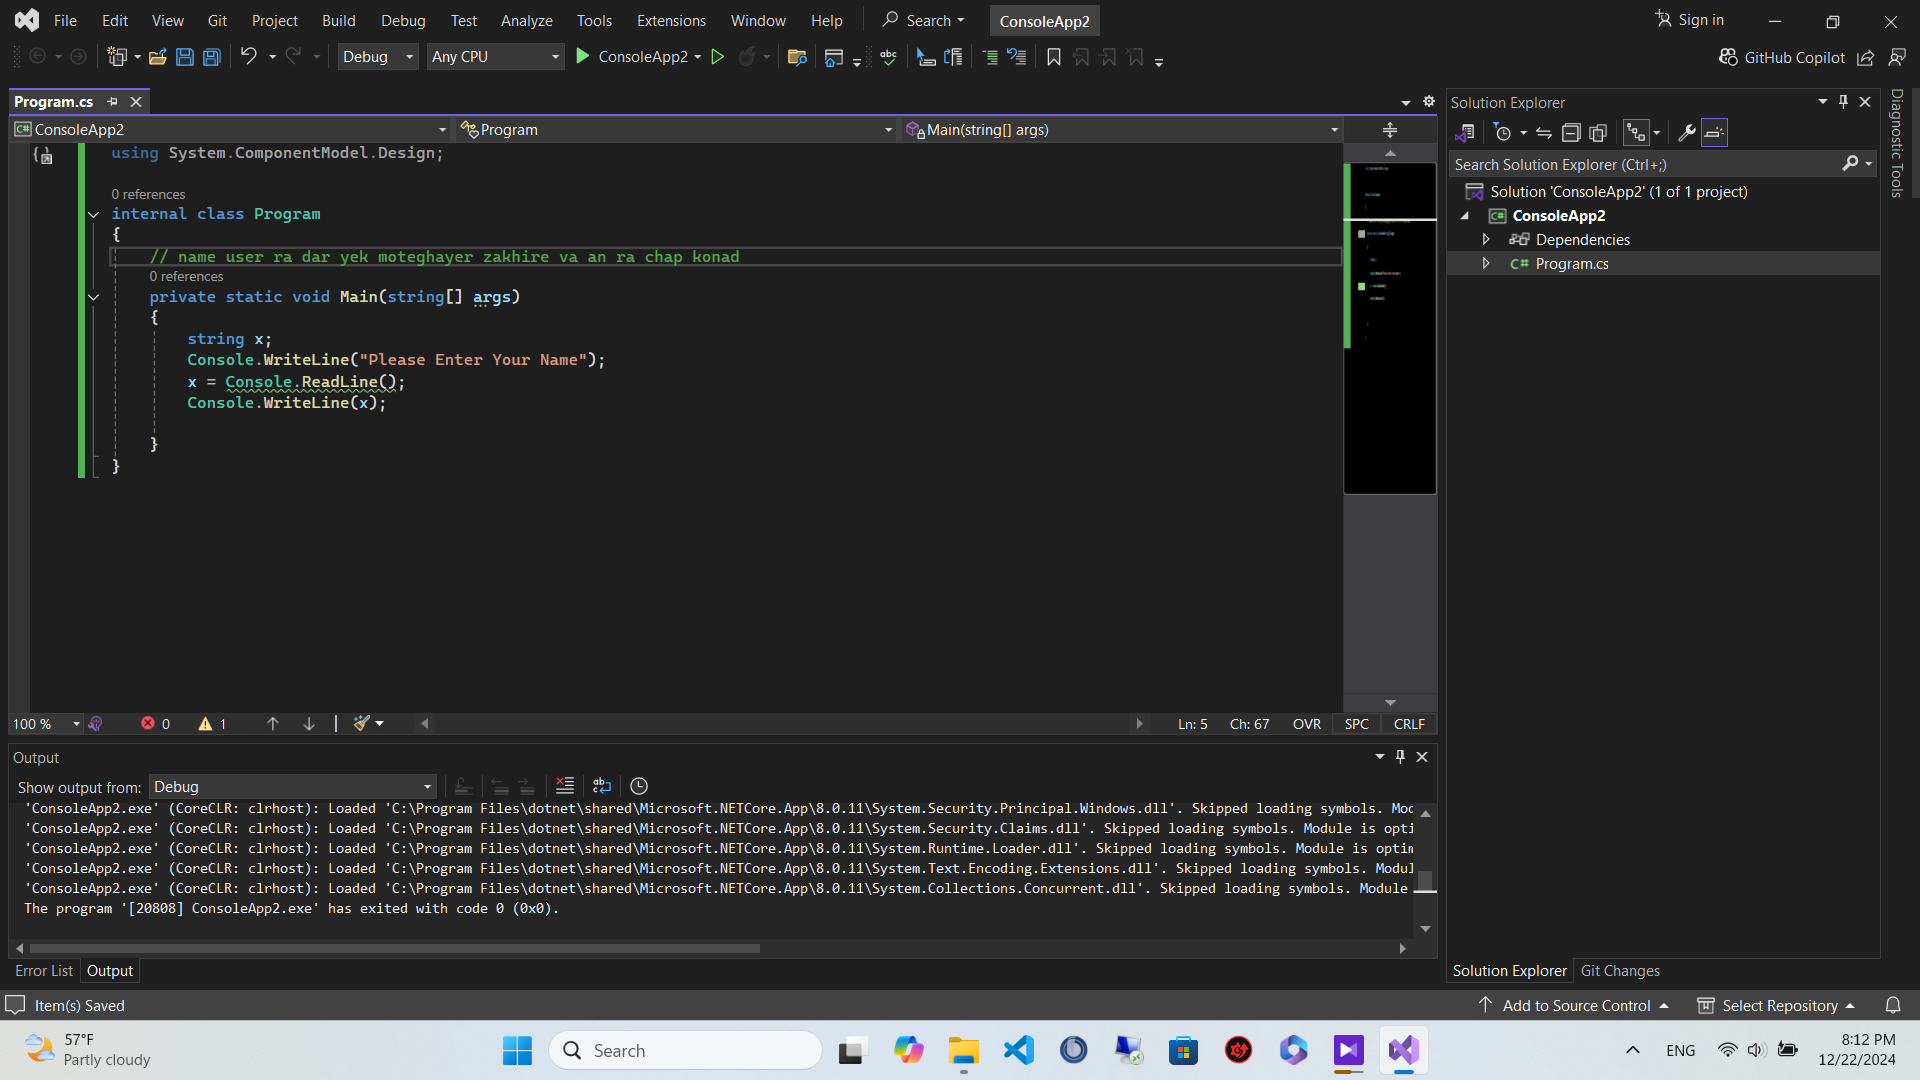 File Edit View Git Project Build Debug Test Analyze Tools Extensions Window Help Search ConsoleApp2 Sign in
Debug Any CPU ConsoleApp2 GitHub Copilot
Program.cs
ConsoleApp2 Program Main(string[] args)
using System.ComponentModel.Design;
0 references
internal class Program
{
// name user ra dar yek moteghayer zakhire va an ra chap konad
0 references
private static void Main(string[] args)
{
string x;
Console.WriteLine("Please Enter Your Name");
x = Console.ReadLine();
Console.WriteLine(x);
}
}
100 % 0 1 Ln: 5 Ch: 67 OVR SPC CRLF
Output
Show output from: Debug
'ConsoleApp2.exe' (CoreCLR: clrhost): Loaded 'C:\Program Files\dotnet\shared\Microsoft.NETCore.App\8.0.11\System.Security.Principal.Windows.dll'. Skipped loading symbols. Moc
'ConsoleApp2.exe' (CoreCLR: clrhost): Loaded 'C:\Program Files\dotnet\shared\Microsoft.NETCore.App\8.0.11\System.Security.Claims.dll'. Skipped loading symbols. Module is opti
'ConsoleApp2.exe' (CoreCLR: clrhost): Loaded 'C:\Program Files\dotnet\shared\Microsoft.NETCore.App\8.0.11\System.Runtime.Loader.dll'. Skipped loading symbols. Module is optim
'ConsoleApp2.exe' (CoreCLR: clrhost): Loaded 'C:\Program Files\dotnet\shared\Microsoft.NETCore.App\8.0.11\System.Text.Encoding.Extensions.dll'. Skipped loading symbols. Modul
'ConsoleApp2.exe' (CoreCLR: clrhost): Loaded 'C:\Program Files\dotnet\shared\Microsoft.NETCore.App\8.0.11\System.Collections.Concurrent.dll'. Skipped loading symbols. Module
The program '[20808] ConsoleApp2.exe' has exited with code 0 (0x0).
Error List Output
Solution Explorer
Search Solution Explorer (Ctrl+;)
Solution 'ConsoleApp2' (1 of 1 project)
ConsoleApp2
Dependencies
C# Program.cs
Solution Explorer Git Changes
Diagnostic Tools
Item(s) Saved Add to Source Control Select Repository
57°F
Partly cloudy
Search
ENG
8:12 PM
12/22/2024